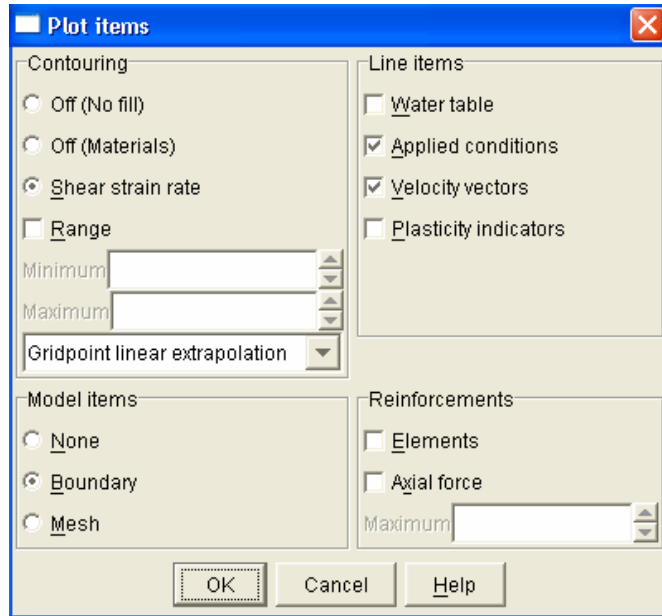 Plot items
Contouring
Off (No fill)
Off (Materials)
Shear strain rate
Range
Minimum
Maximum
Gridpoint linear extrapolation
Line items
Water table
Applied conditions
Velocity vectors
Plasticity indicators
Model items
None
Boundary
Mesh
Reinforcements
Elements
Axial force
Maximum
OK
Cancel
Help